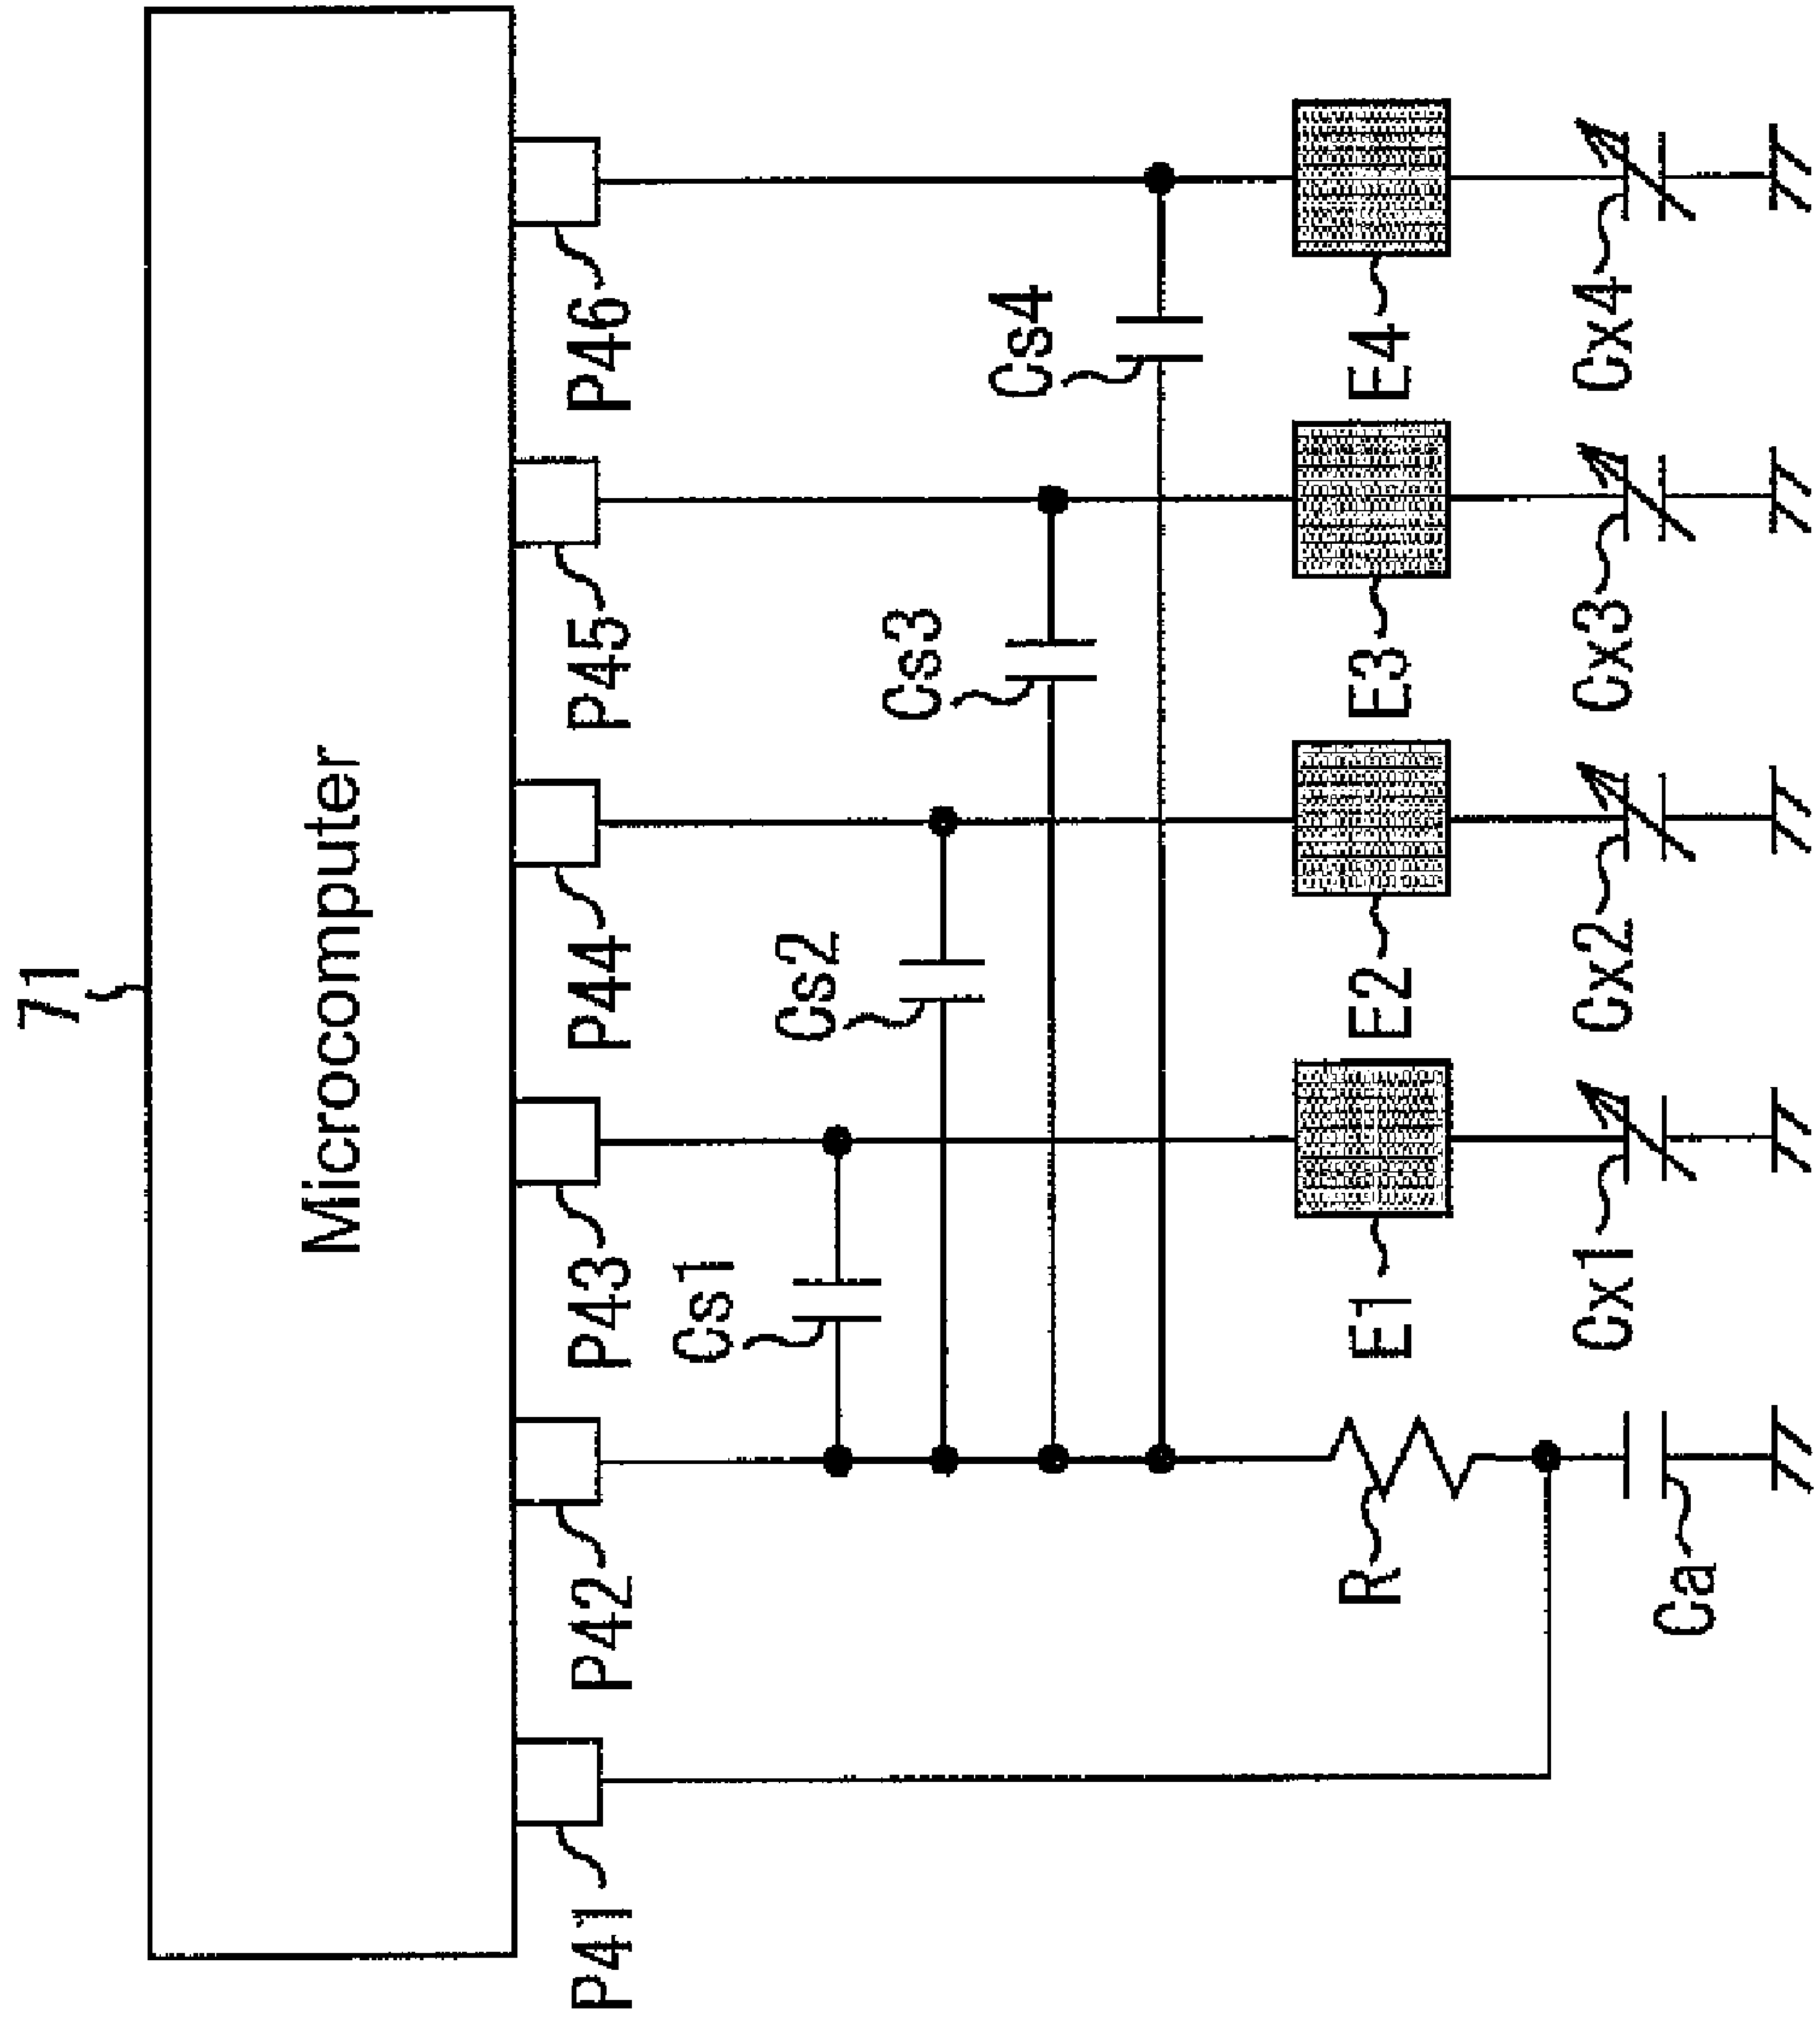 71
Microcomputer
P41
P42
P43
P44
P45
P46
Cs1
Cs2
Cs3
Cs4
R
E1
E2
E3
E4
Ca
Cx1
Cx2
Cx3
Cx4